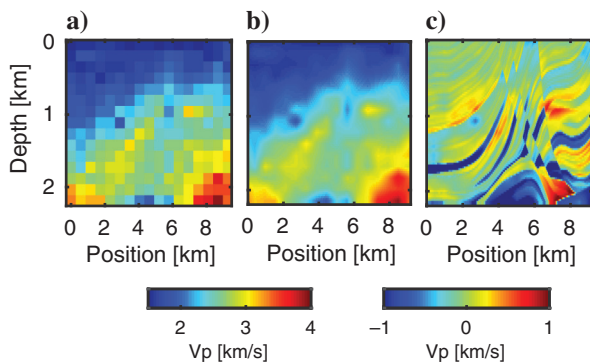 a) b) c)
0
1
2
Depth [km]
0 2 4 6 8 0 2 4 6 8 0 2 4 6 8
Position [km] Position [km] Position [km]
2 3 4 −1 0 1
Vp [km/s] Vp [km/s]